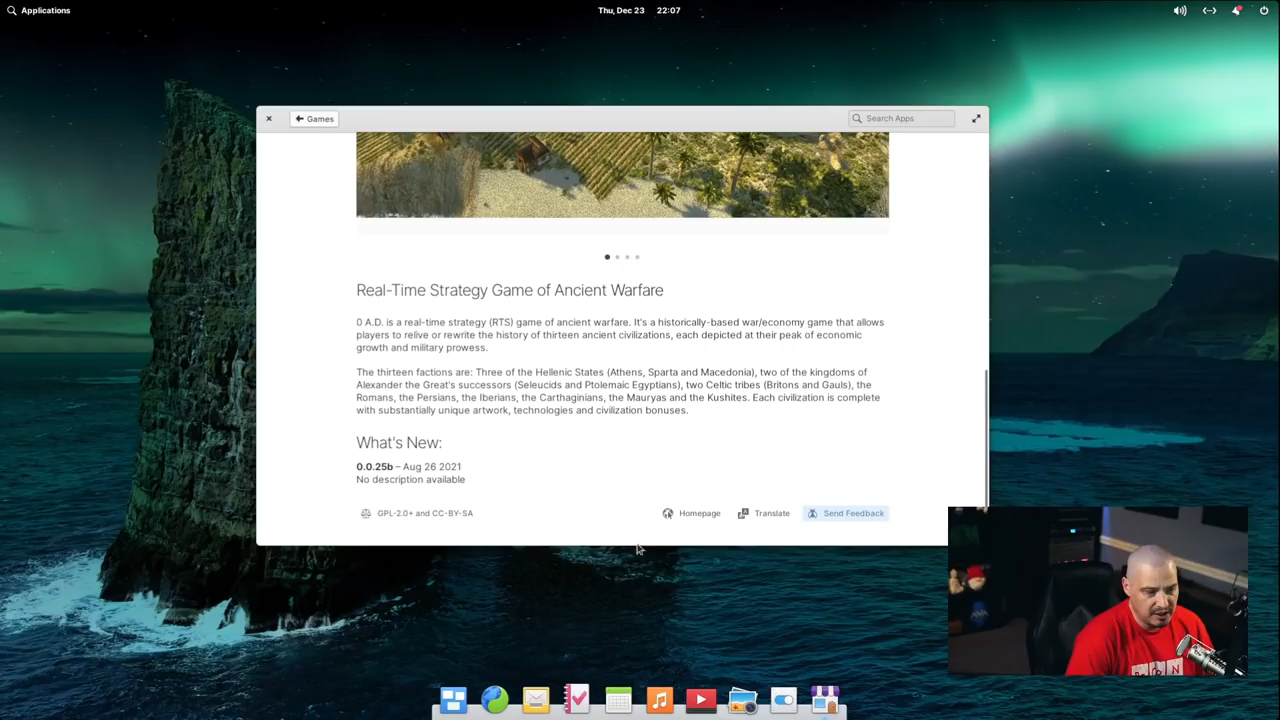 Applications
Thu, Dec 23 22:07
Games
Search Apps
Real-Time Strategy Game of Ancient Warfare
0 A.D. is a real-time strategy (RTS) game of ancient warfare. It's a historically-based war/economy game that allows
players to relive or rewrite the history of thirteen ancient civilizations, each depicted at their peak of economic
growth and military prowess.
The thirteen factions are: Three of the Hellenic States (Athens, Sparta and Macedonia), two of the kingdoms of
Alexander the Great's successors (Seleucids and Ptolemaic Egyptians), two Celtic tribes (Britons and Gauls), the
Romans, the Persians, the Iberians, the Carthaginians, the Mauryas and the Kushites. Each civilization is complete
with substantially unique artwork, technologies and civilization bonuses.
What's New:
0.0.25b – Aug 26 2021
No description available
GPL-2.0+ and CC-BY-SA
Homepage
Translate
Send Feedback